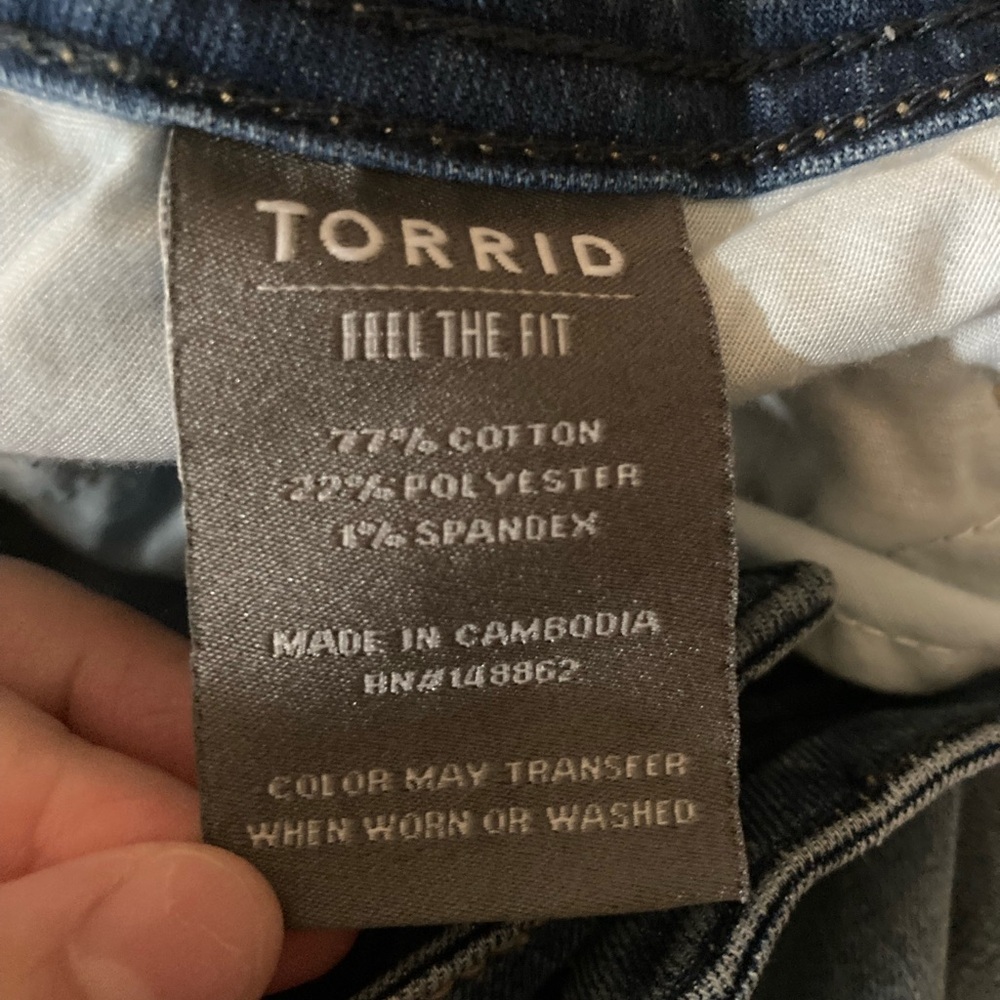 TORRID
FEEL THE FIT
77% COTTON
22% POLYESTER
1% SPANDEX
MADE IN CAMBODIA
RN#148862
COLOR MAY TRANSFER
WHEN WORN OR WASHED